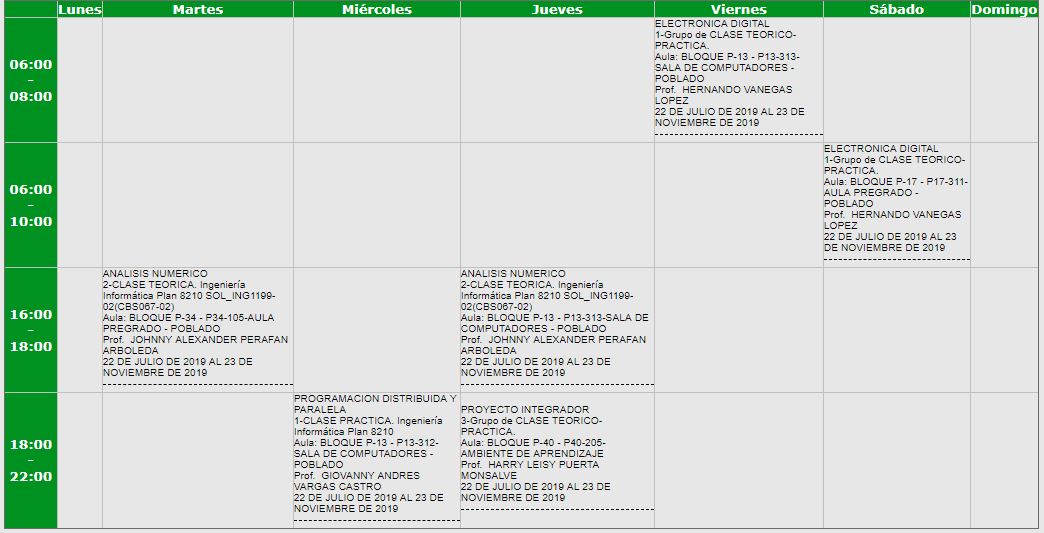 Lunes Martes Miércoles Jueves Viernes Sábado Domingo
06:00
–
08:00
ELECTRONICA DIGITAL
1-Grupo de CLASE TEORICO-
PRACTICA.
Aula: BLOQUE P-13 - P13-313-
SALA DE COMPUTADORES -
POBLADO
Prof.  HERNANDO VANEGAS
LOPEZ
22 DE JULIO DE 2019 AL 23 DE
NOVIEMBRE DE 2019
06:00
–
10:00
ELECTRONICA DIGITAL
1-Grupo de CLASE TEORICO-
PRACTICA.
Aula: BLOQUE P-17 - P17-311-
AULA PREGRADO -
POBLADO
Prof.  HERNANDO VANEGAS
LOPEZ
22 DE JULIO DE 2019 AL 23
DE NOVIEMBRE DE 2019
16:00
–
18:00
ANALISIS NUMERICO
2-CLASE TEORICA. Ingeniería
Informática Plan 8210 SOL_ING1199-
02(CBS067-02)
Aula: BLOQUE P-34 - P34-105-AULA
PREGRADO - POBLADO
Prof.  JOHNNY ALEXANDER PERAFAN
ARBOLEDA
22 DE JULIO DE 2019 AL 23 DE
NOVIEMBRE DE 2019
ANALISIS NUMERICO
2-CLASE TEORICA. Ingeniería
Informática Plan 8210 SOL_ING1199-
02(CBS067-02)
Aula: BLOQUE P-13 - P13-313-SALA DE
COMPUTADORES - POBLADO
Prof.  JOHNNY ALEXANDER PERAFAN
ARBOLEDA
22 DE JULIO DE 2019 AL 23 DE
NOVIEMBRE DE 2019
18:00
–
22:00
PROGRAMACION DISTRIBUIDA Y
PARALELA
1-CLASE PRACTICA. Ingeniería
Informática Plan 8210
Aula: BLOQUE P-13 - P13-312-
SALA DE COMPUTADORES -
POBLADO
Prof.  GIOVANNY ANDRES
VARGAS CASTRO
22 DE JULIO DE 2019 AL 23 DE
NOVIEMBRE DE 2019
PROYECTO INTEGRADOR
3-Grupo de CLASE TEORICO-
PRACTICA.
Aula: BLOQUE P-40 - P40-205-
AMBIENTE DE APRENDIZAJE
Prof.  HARRY LEISY PUERTA
MONSALVE
22 DE JULIO DE 2019 AL 23 DE
NOVIEMBRE DE 2019